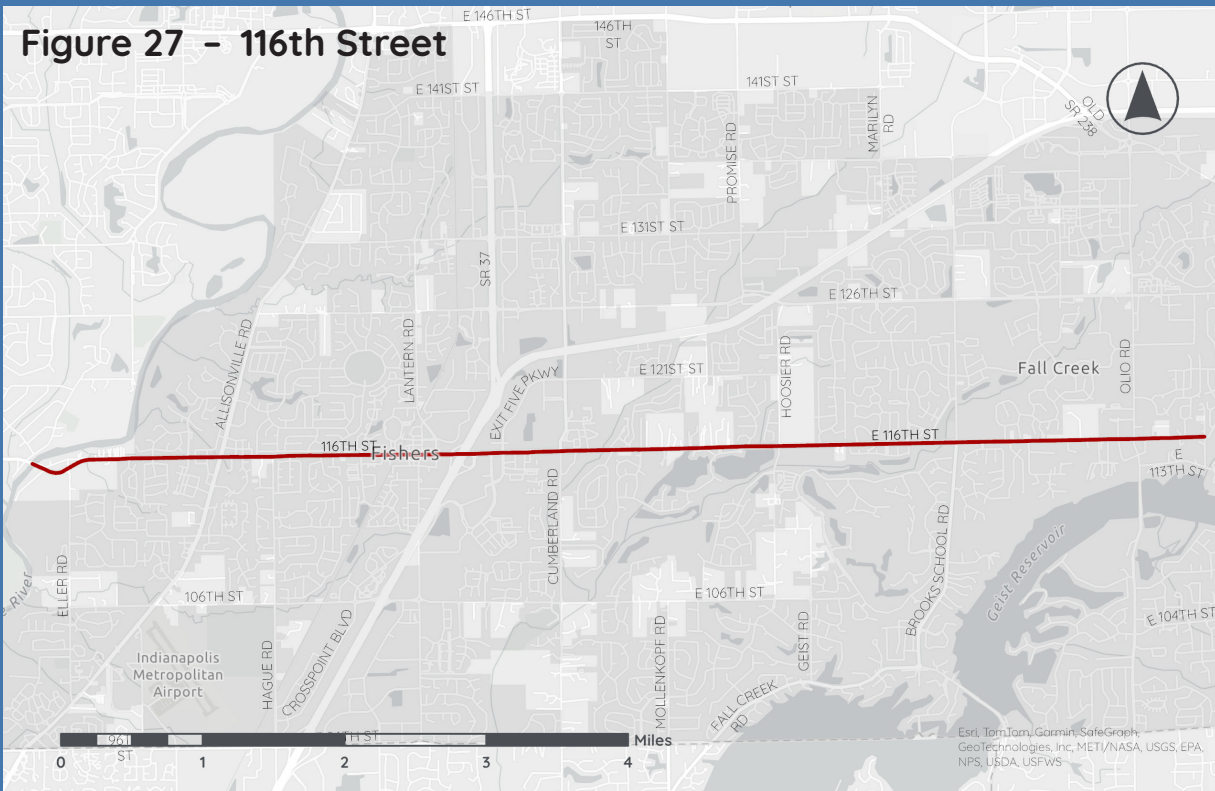 Figure 27 – 116th Street
E 146TH ST
146TH
ST
E 141ST ST
141ST ST
MARILYN
RD
OLD
SR 238
PROMISE RD
E 131ST ST
SR 37
E 126TH ST
ALLISONVILLE RD
LANTERN RD
EXIT FIVE PKWY
E 121ST ST
HOOSIER RD
Fall Creek
OLIO RD
116TH ST
Fishers
E 116TH ST
E
113TH ST
CUMBERLAND RD
BROOKS SCHOOL RD
Geist Reservoir
ELLER RD
River
106TH ST
E 106TH ST
E 104TH ST
Indianapolis
Metropolitan
Airport
HAGUE RD
CROSSPOINT BLVD
MOLLENKOPF RD
GEIST RD
FALL CREEK
RD
96
ST
TH ST
Miles
0 1 2 3 4
Esri, TomTom, Garmin, SafeGraph,
GeoTechnologies, Inc, METI/NASA, USGS, EPA,
NPS, USDA, USFWS